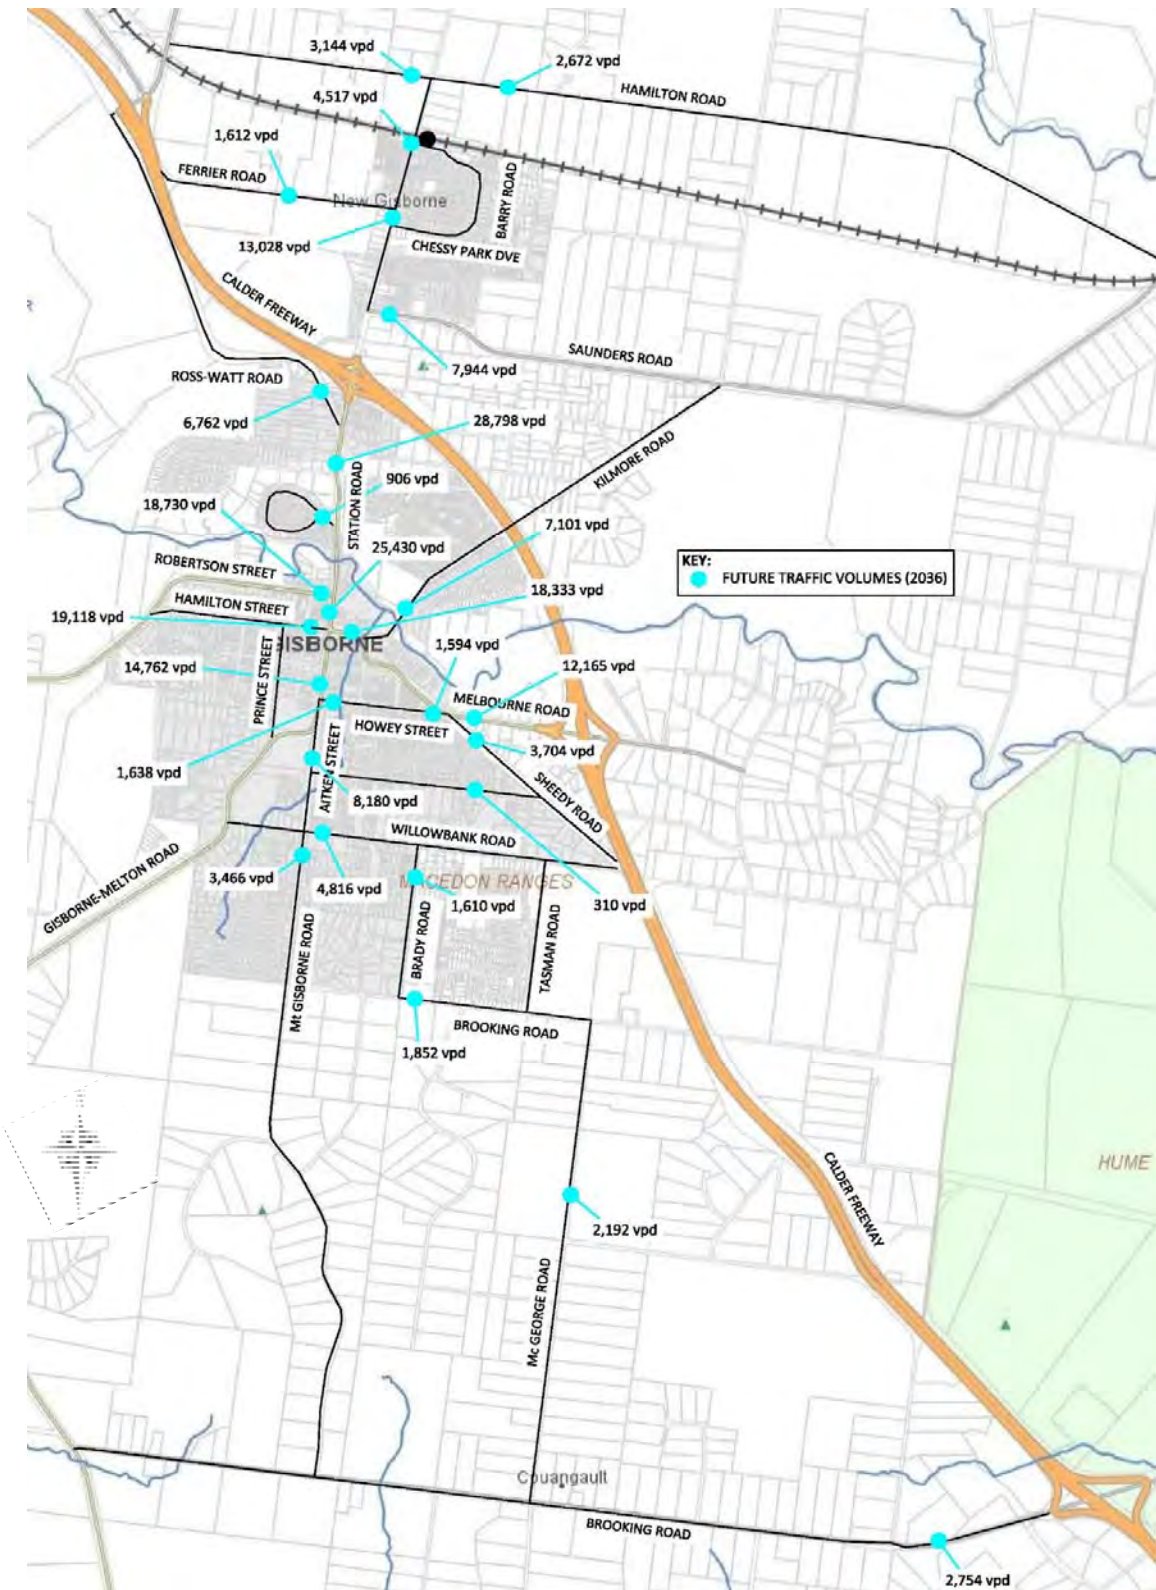 3,144 vpd
2,672 vpd
HAMILTON ROAD
4,517 vpd
1,612 vpd
FERRIER ROAD
New Gisborne
BARRY ROAD
13,028 vpd
CHESSY PARK DVE
CALDER FREEWAY
SAUNDERS ROAD
7,944 vpd
ROSS-WATT ROAD
6,762 vpd
28,798 vpd
KILMORE ROAD
STATION ROAD
906 vpd
18,730 vpd
7,101 vpd
25,430 vpd
ROBERTSON STREET
KEY:
FUTURE TRAFFIC VOLUMES (2036)
18,333 vpd
HAMILTON STREET
19,118 vpd
GISBORNE
1,594 vpd
12,165 vpd
14,762 vpd
PRINCE STREET
MELBOURNE ROAD
HOWEY STREET
3,704 vpd
1,638 vpd
AITKEN STREET
8,180 vpd
SHEEDY ROAD
WILLOWBANK ROAD
GISBORNE-MELTON ROAD
3,466 vpd
4,816 vpd
MACEDON RANGES
1,610 vpd
310 vpd
BRADY ROAD
TASMAN ROAD
Mt GISBORNE ROAD
BROOKING ROAD
1,852 vpd
HUME
CALDER FREEWAY
2,192 vpd
Mc GEORGE ROAD
Couangault
BROOKING ROAD
2,754 vpd